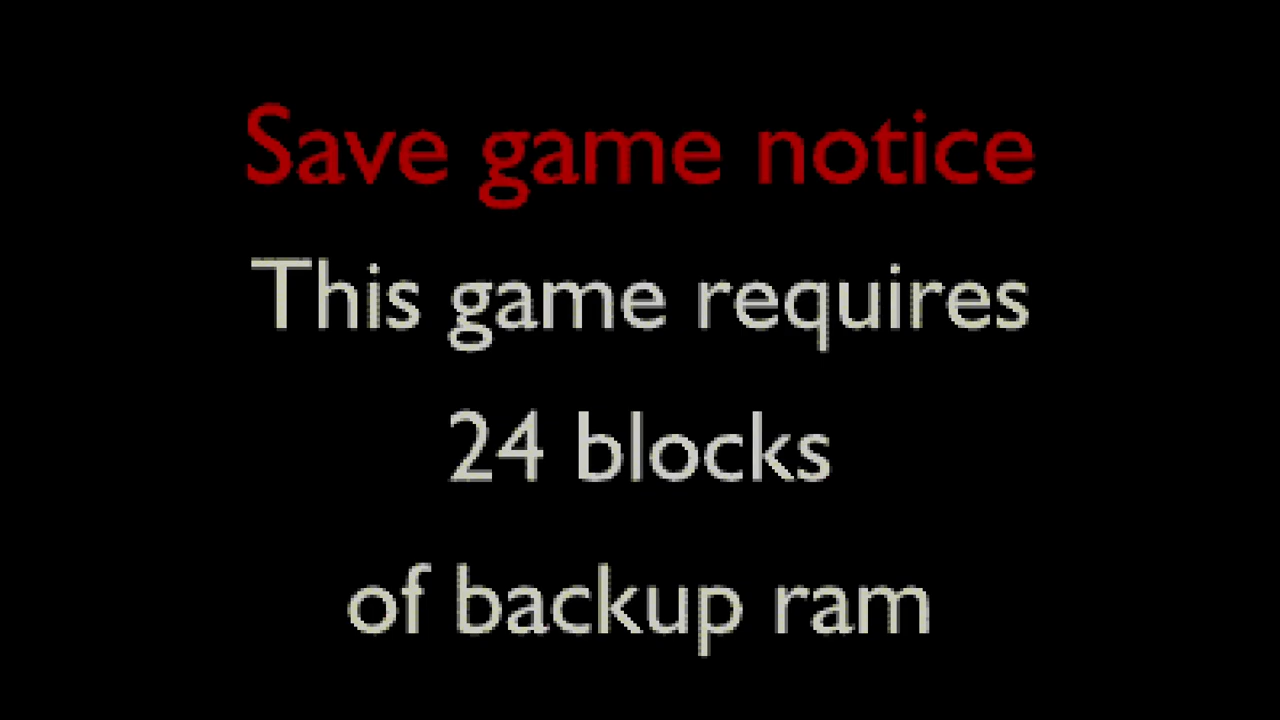 Save game notice
This game requires
24 blocks
of backup ram